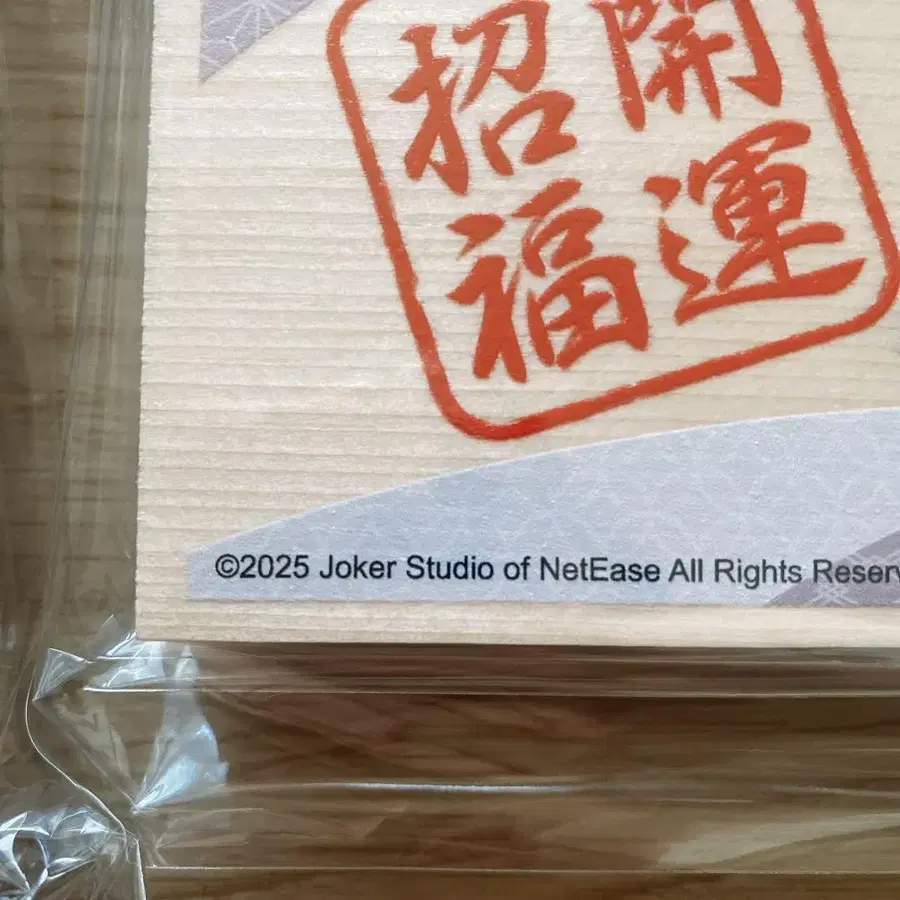 開運
招福
©2025 Joker Studio of NetEase All Rights Reserv